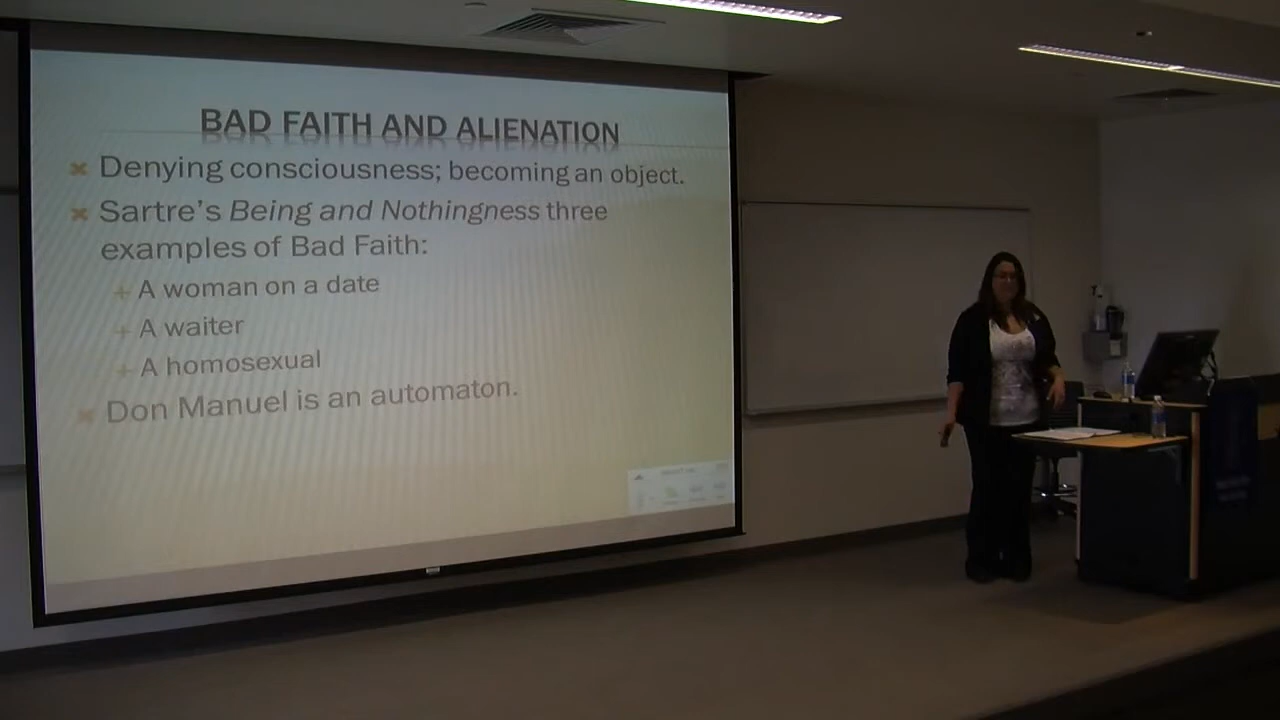 BAD FAITH AND ALIENATION
Denying consciousness; becoming an object.
Sartre's Being and Nothingness three
examples of Bad Faith:
A woman on a date
A waiter
A homosexual
Don Manuel is an automaton.